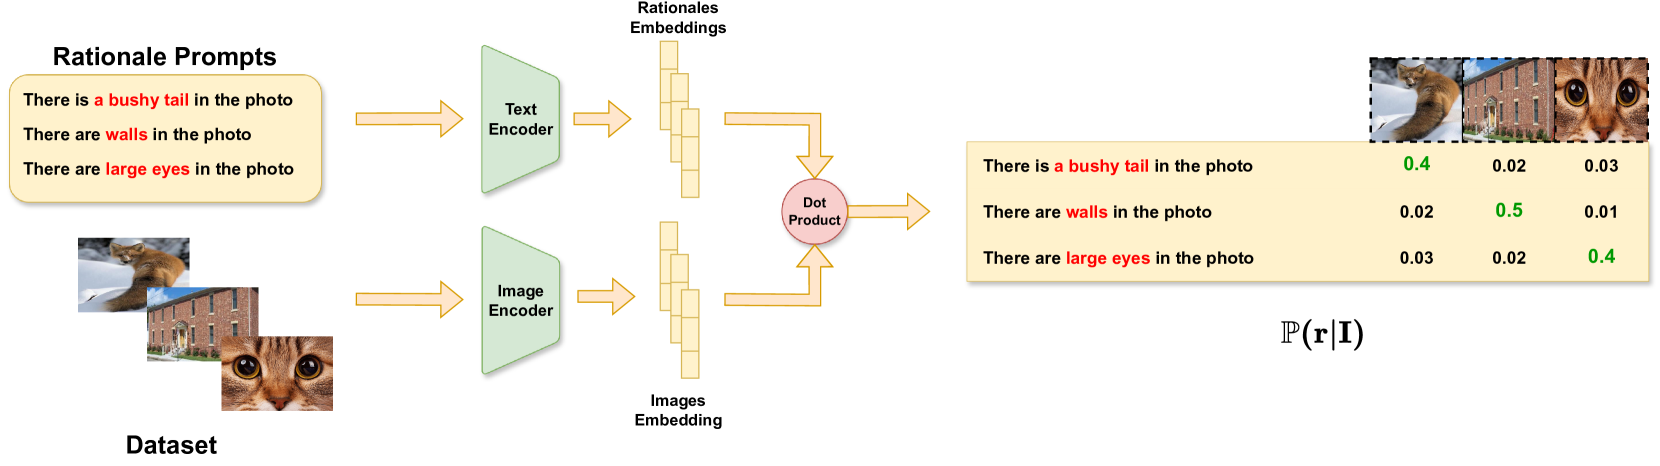 Rationale Prompts
There is a bushy tail in the photo
There are walls in the photo
There are large eyes in the photo
Dataset
Text
Encoder
Image
Encoder
Rationales
Embeddings
Images
Embedding
Dot
Product
There is a bushy tail in the photo 0.4 0.02 0.03
There are walls in the photo 0.02 0.5 0.01
There are large eyes in the photo 0.03 0.02 0.4
ℙ(r|I)